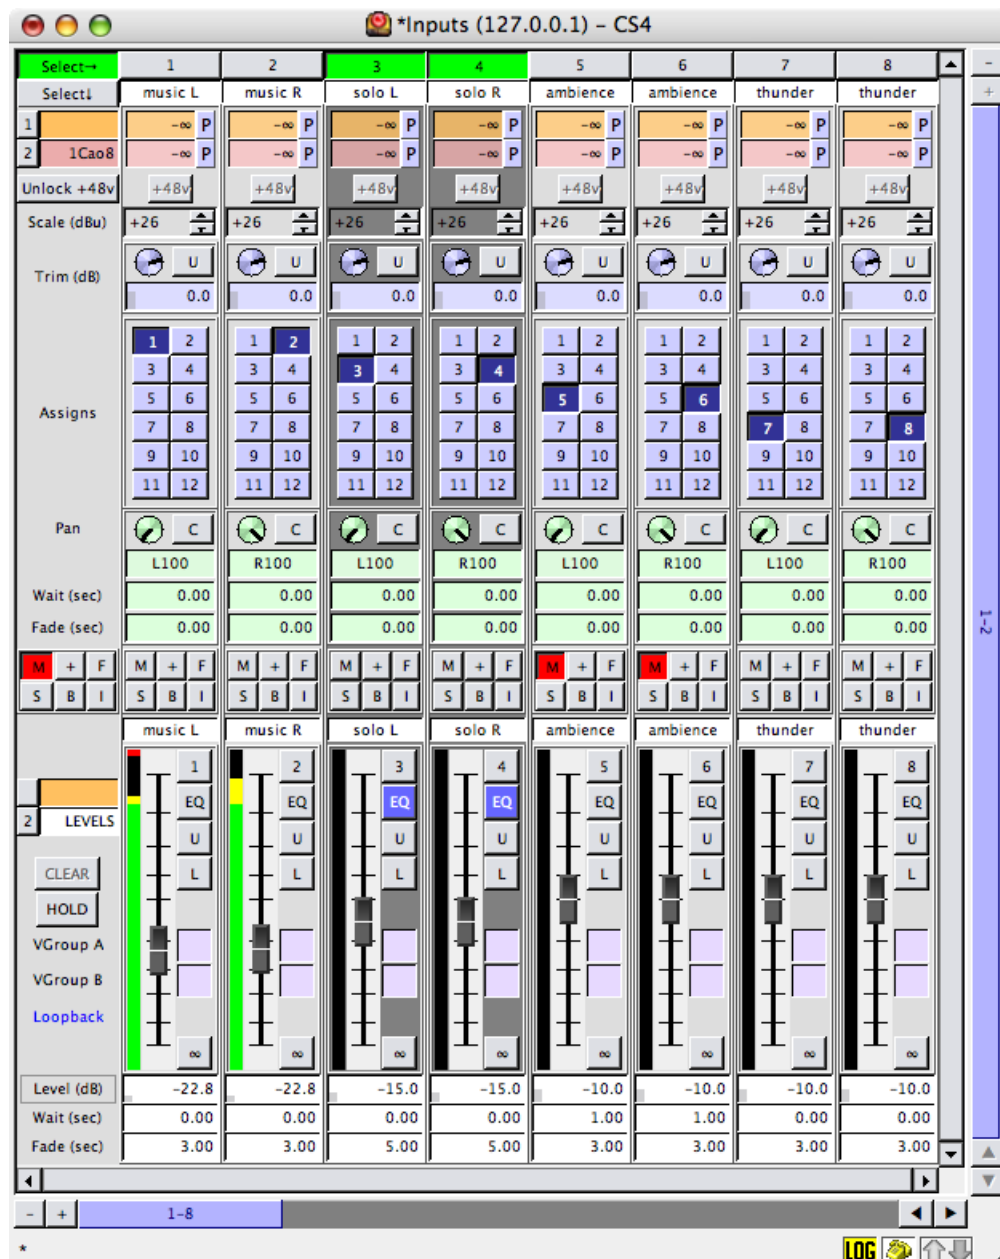 *Inputs (127.0.0.1) – CS4
Select→ 1 2 3 4 5 6 7 8 -
Select↓ music L music R solo L solo R ambience ambience thunder thunder +
1 -∞ P -∞ P -∞ P -∞ P -∞ P -∞ P -∞ P -∞ P
2 1Cao8 -∞ P -∞ P -∞ P -∞ P -∞ P -∞ P -∞ P -∞ P
Unlock +48v +48v +48v +48v +48v +48v +48v +48v +48v
Scale (dBu) +26 +26 +26 +26 +26 +26 +26 +26
Trim (dB) U U U U U U U U
0.0 0.0 0.0 0.0 0.0 0.0 0.0 0.0
1 2 1 2 1 2 1 2 1 2 1 2 1 2 1 2
3 4 3 4 3 4 3 4 3 4 3 4 3 4 3 4
Assigns 5 6 5 6 5 6 5 6 5 6 5 6 5 6 5 6
7 8 7 8 7 8 7 8 7 8 7 8 7 8 7 8
9 10 9 10 9 10 9 10 9 10 9 10 9 10 9 10
11 12 11 12 11 12 11 12 11 12 11 12 11 12 11 12
Pan C C C C C C C C
L100 R100 L100 R100 L100 R100 L100 R100
Wait (sec) 0.00 0.00 0.00 0.00 0.00 0.00 0.00 0.00
Fade (sec) 0.00 0.00 0.00 0.00 0.00 0.00 0.00 0.00
1-2
M + F M + F M + F M + F M + F M + F M + F M + F M + F
S B I S B I S B I S B I S B I S B I S B I S B I S B I
music L music R solo L solo R ambience ambience thunder thunder
1 2 3 4 5 6 7 8
EQ EQ EQ EQ EQ EQ EQ EQ
2 LEVELS
U U U U U U U U
CLEAR L L L L L L L L
HOLD
VGroup A
VGroup B
Loopback
∞ ∞ ∞ ∞ ∞ ∞ ∞ ∞
Level (dB) -22.8 -22.8 -15.0 -15.0 -10.0 -10.0 -10.0 -10.0
Wait (sec) 0.00 0.00 0.00 0.00 1.00 1.00 0.00 0.00
Fade (sec) 3.00 3.00 5.00 5.00 3.00 3.00 3.00 3.00
- + 1-8
* LOG